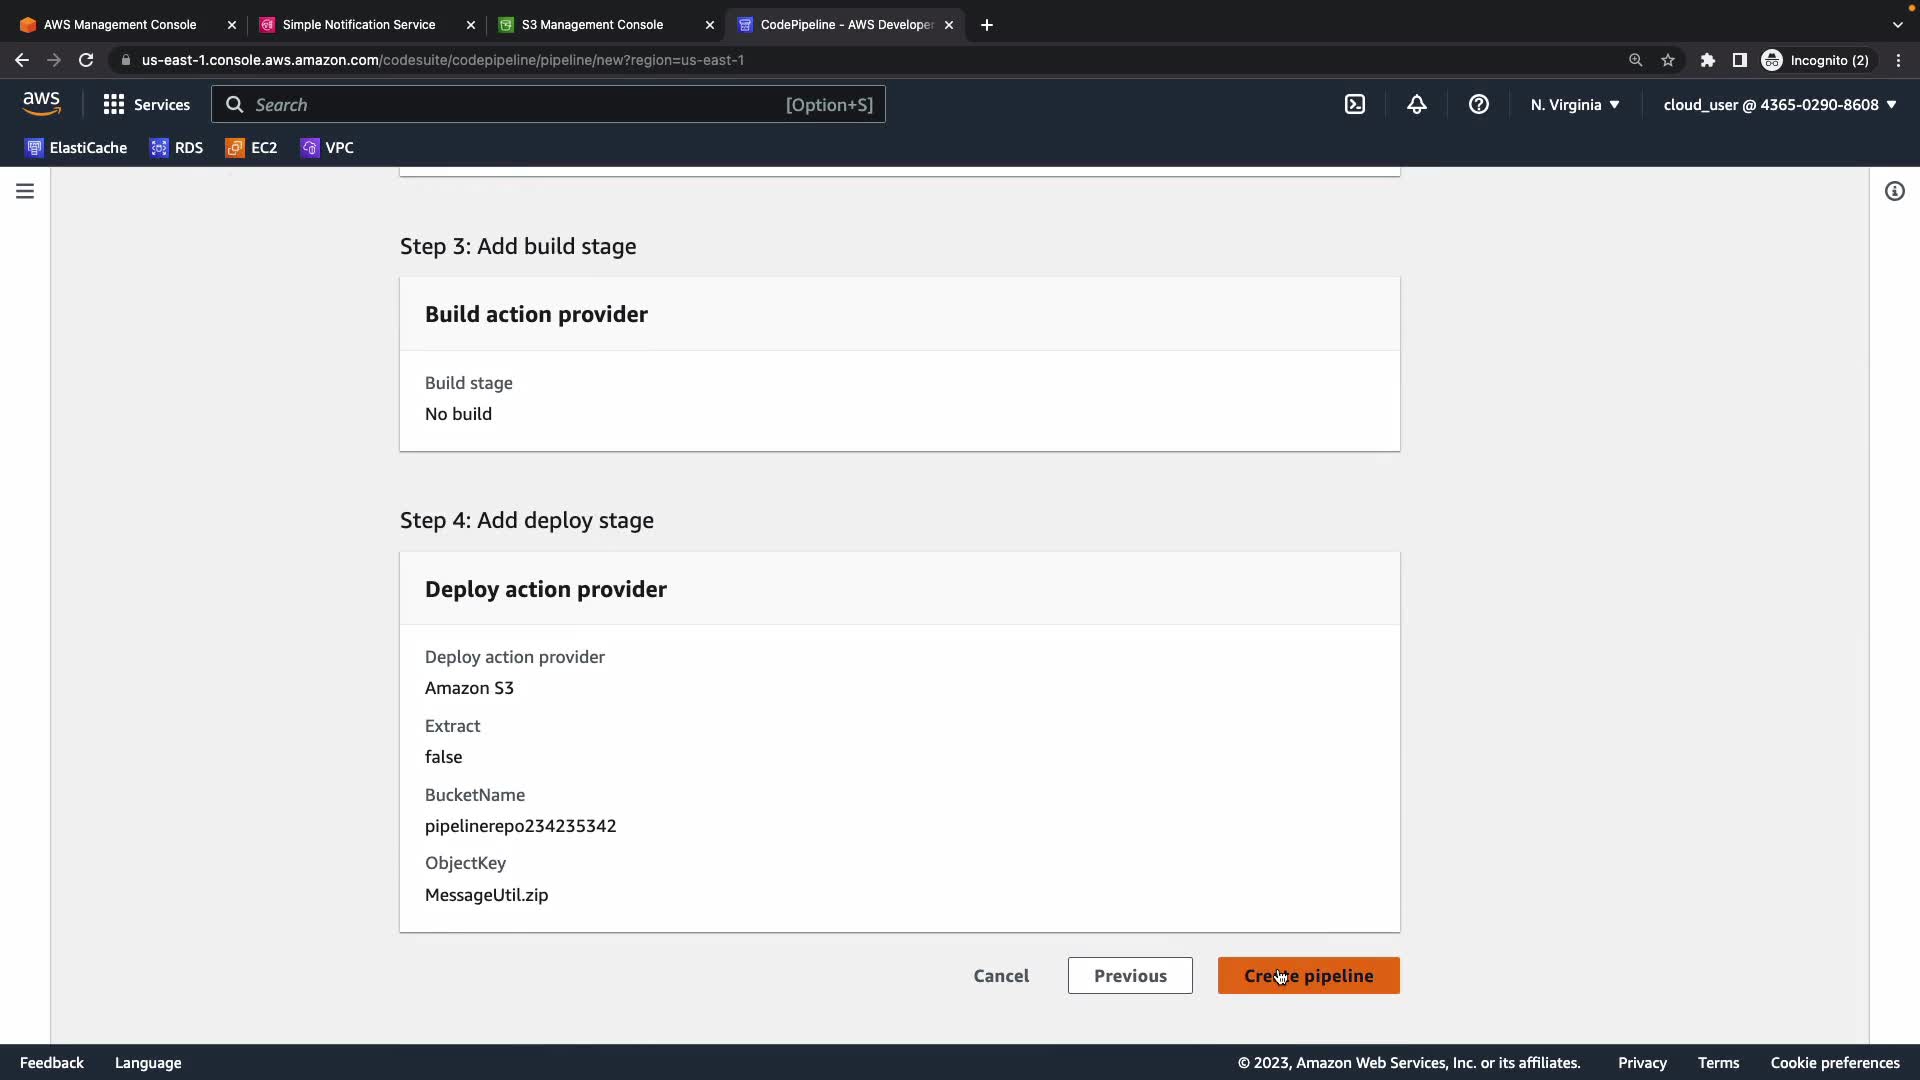 AWS Management Console
Simple Notification Service
S3 Management Console
CodePipeline - AWS Developer
us-east-1.console.aws.amazon.com/codesuite/codepipeline/pipeline/new?region=us-east-1
Incognito (2)
aws
Services
Search
[Option+S]
N. Virginia
cloud_user @ 4365-0290-8608
ElastiCache
RDS
EC2
VPC
Step 3: Add build stage
Build action provider
Build stage
No build
Step 4: Add deploy stage
Deploy action provider
Deploy action provider
Amazon S3
Extract
false
BucketName
pipelinerepo234235342
ObjectKey
MessageUtil.zip
Cancel
Previous
Create pipeline
Feedback
Language
© 2023, Amazon Web Services, Inc. or its affiliates.
Privacy
Terms
Cookie preferences